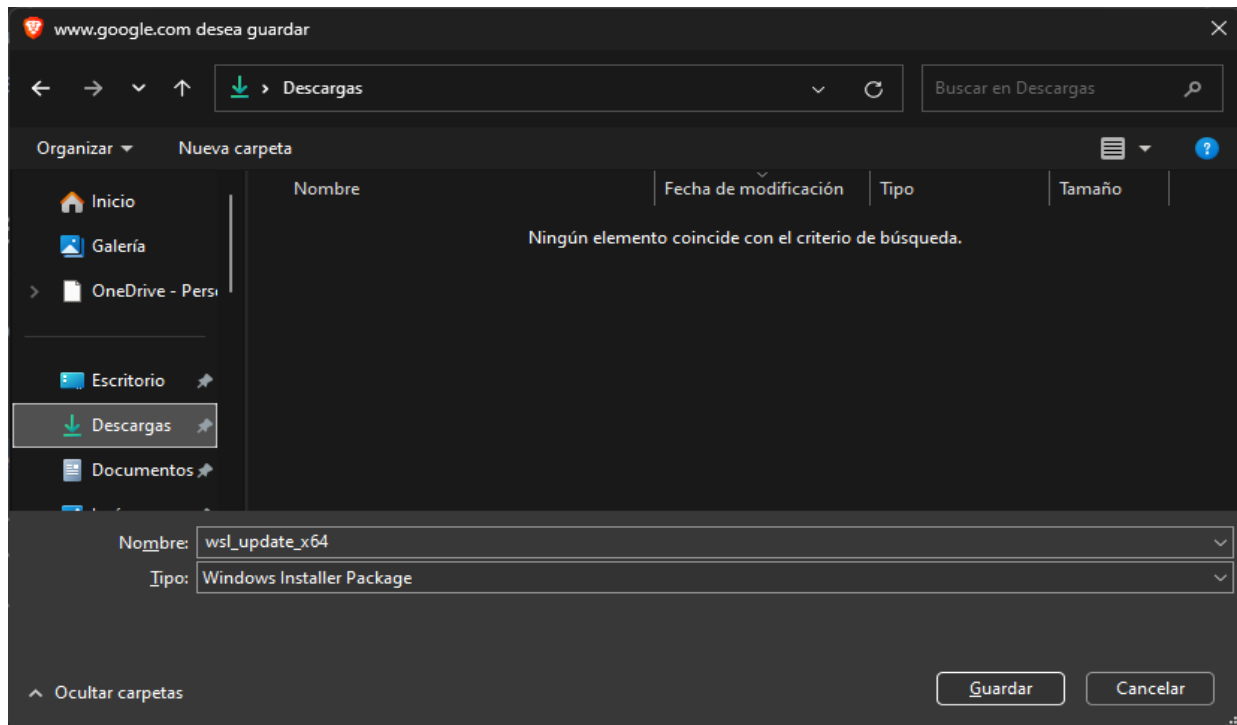 www.google.com desea guardar
Descargas
Buscar en Descargas
Organizar
Nueva carpeta
Nombre
Fecha de modificación
Tipo
Tamaño
Inicio
Galería
OneDrive - Pers
Ningún elemento coincide con el criterio de búsqueda.
Escritorio
Descargas
Documentos
Nombre: wsl_update_x64
Tipo: Windows Installer Package
Ocultar carpetas
Guardar
Cancelar